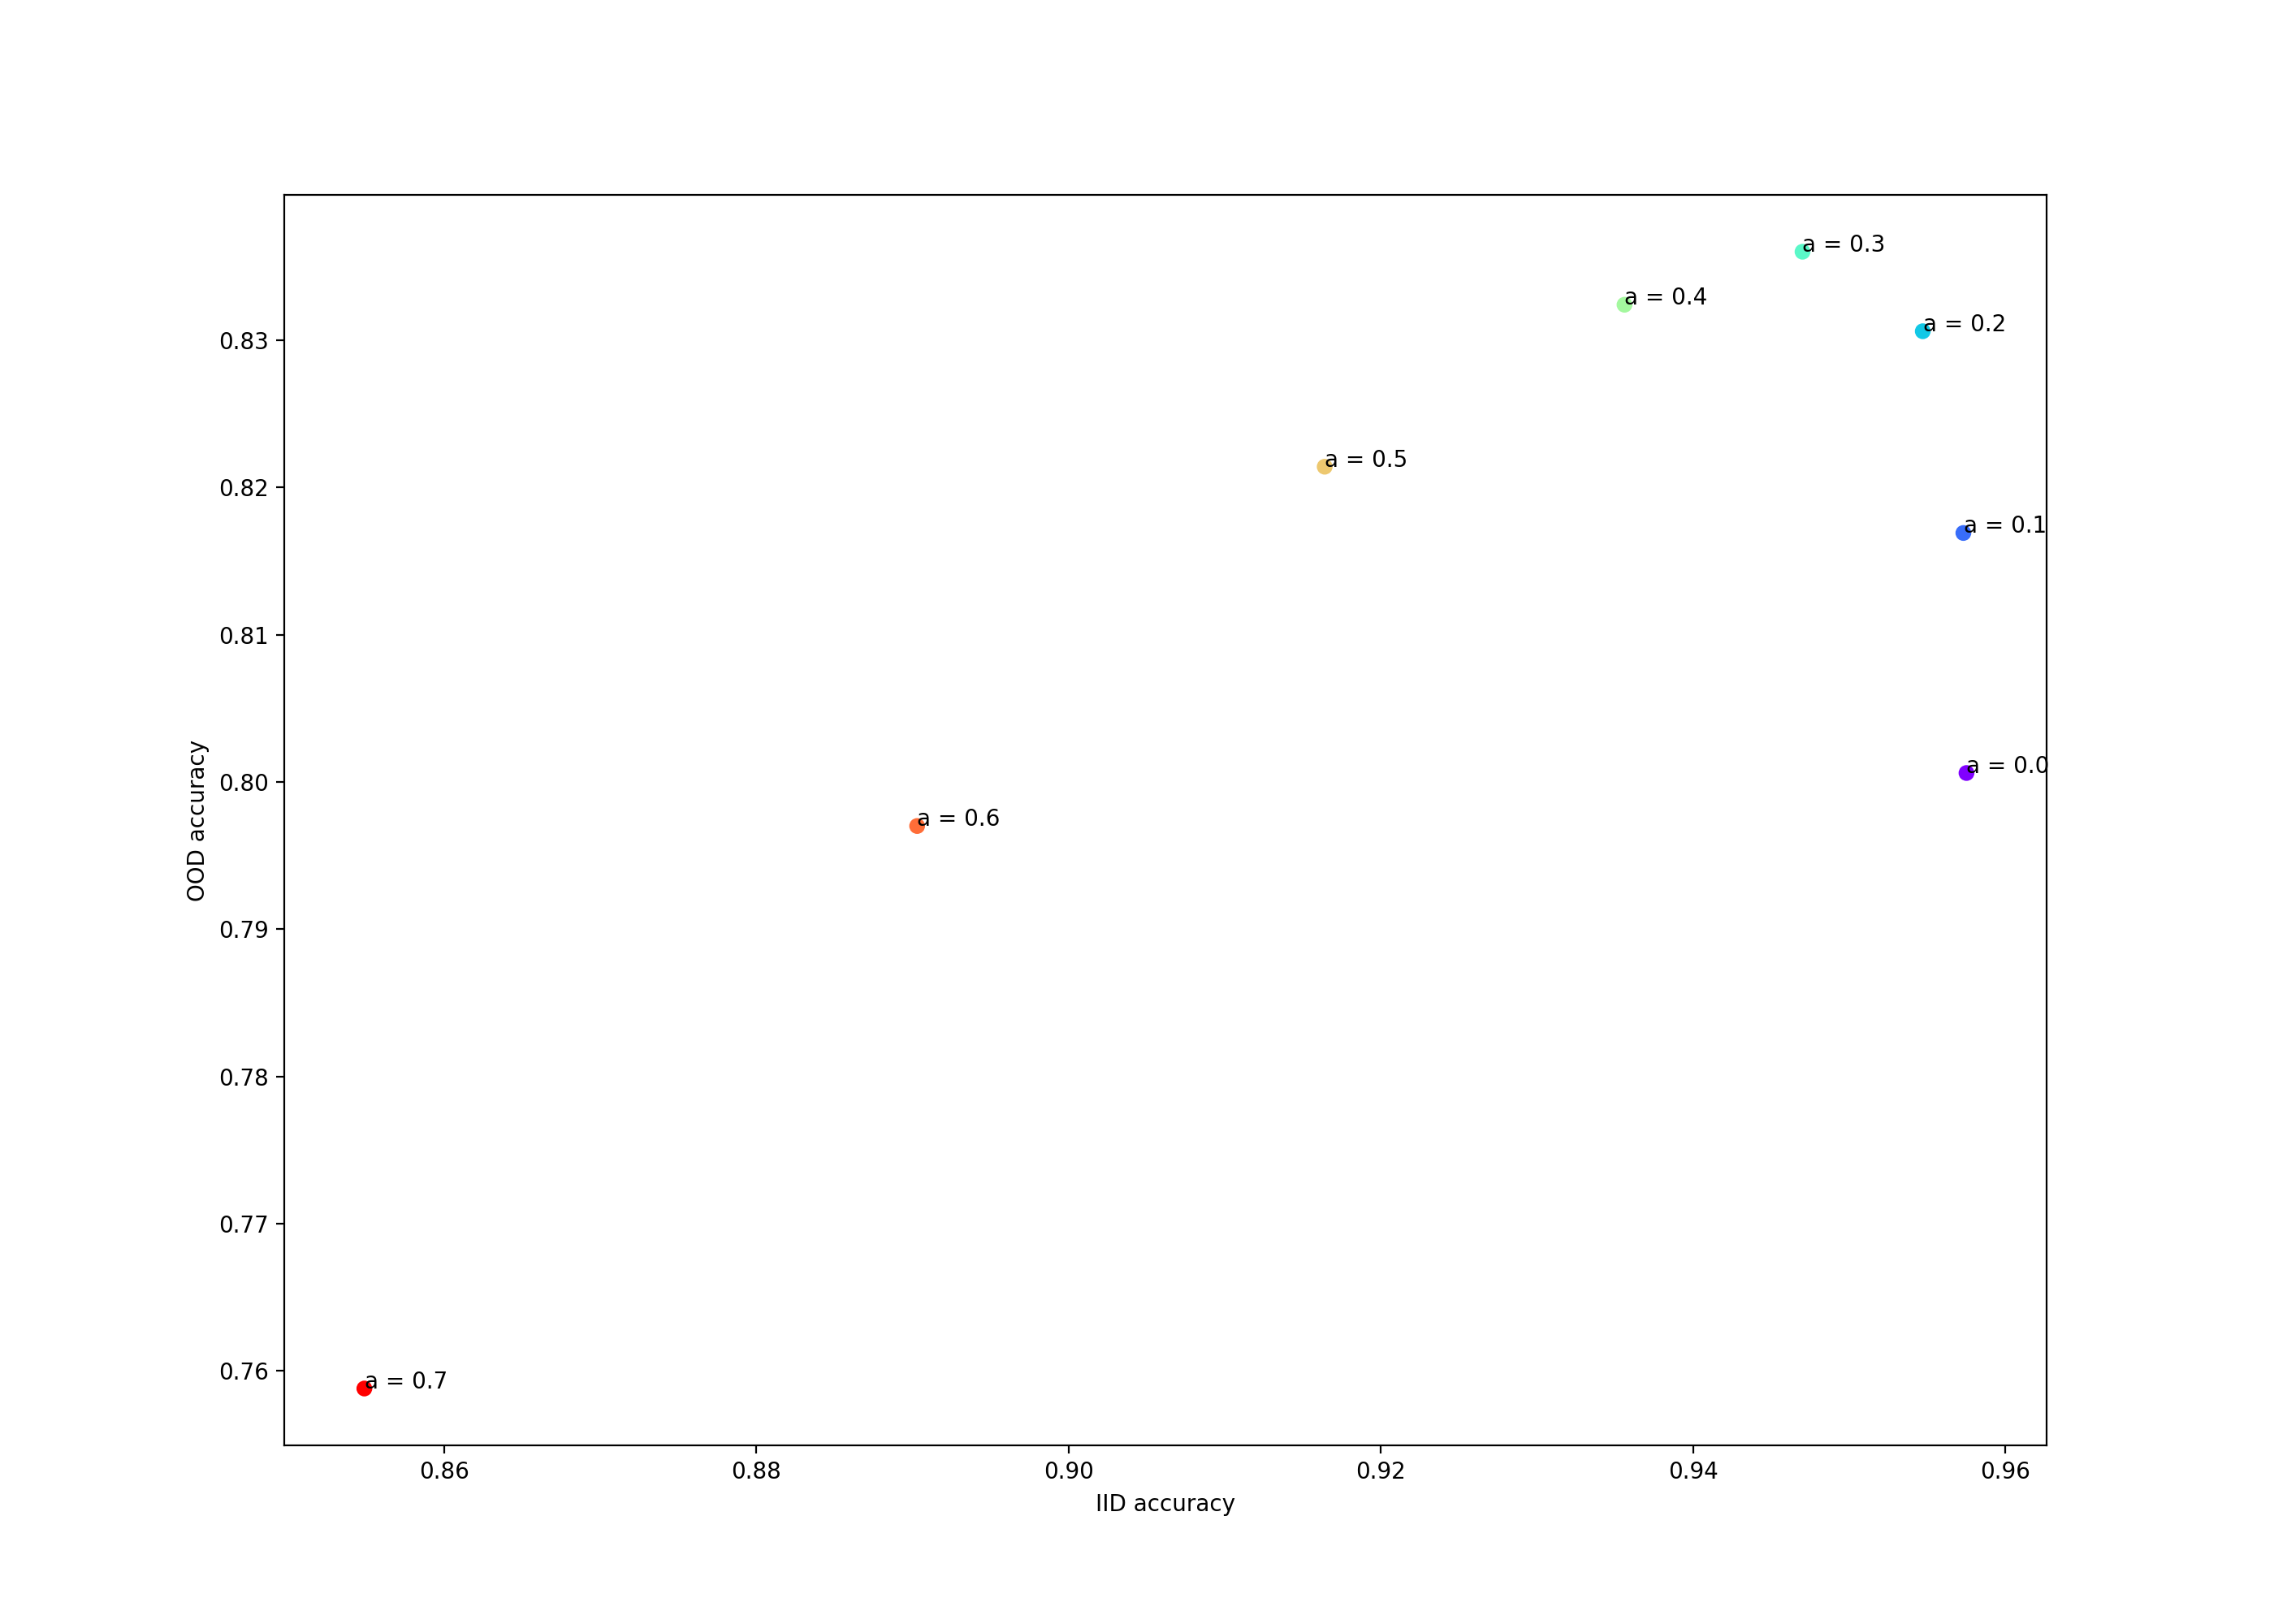 a = 0.3
a = 0.4
a = 0.2
0.83
a = 0.5
0.82
a = 0.1
0.81
a = 0.0
0.80
a = 0.6
OOD accuracy
0.79
0.78
0.77
0.76
a = 0.7
0.86 0.88 0.90 0.92 0.94 0.96
IID accuracy